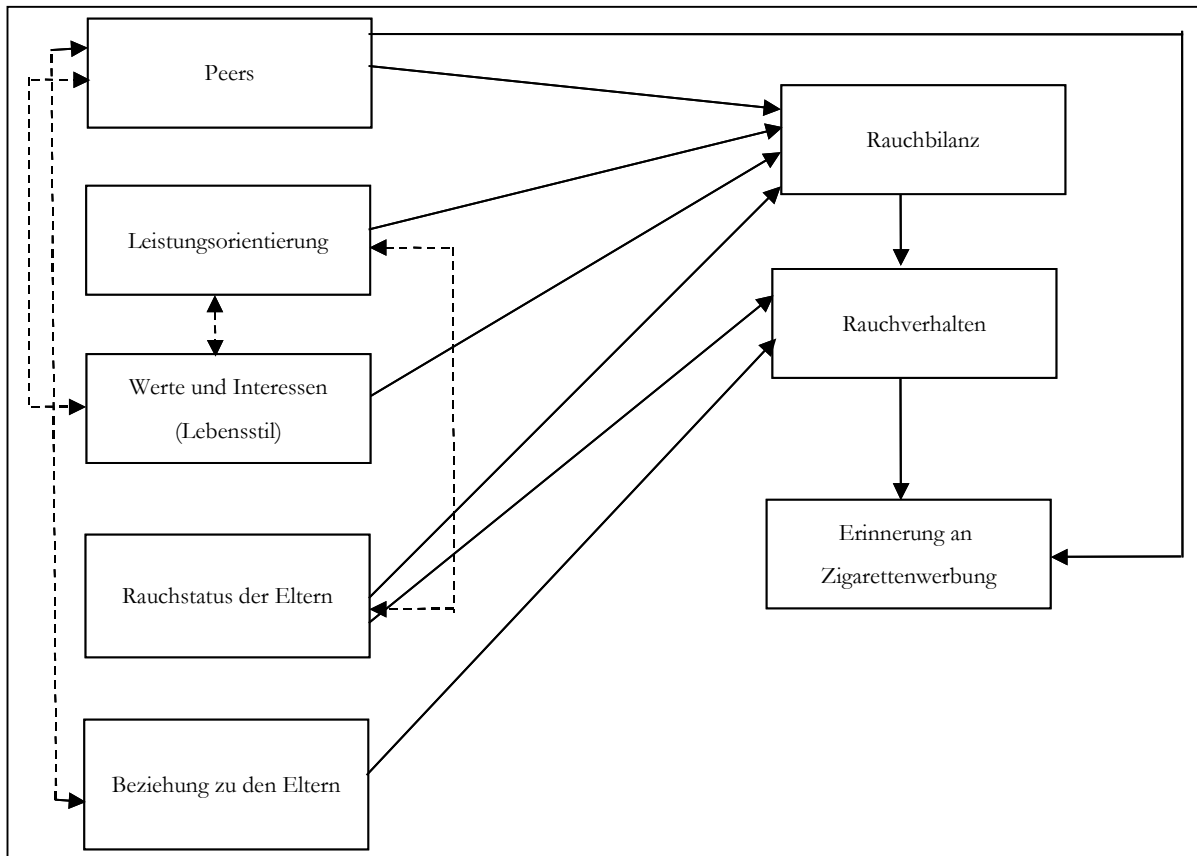 Peers
Leistungsorientierung
Werte und Interessen
(Lebensstil)
Rauchstatus der Eltern
Beziehung zu den Eltern
Rauchbilanz
Rauchverhalten
Erinnerung an
Zigarettenwerbung